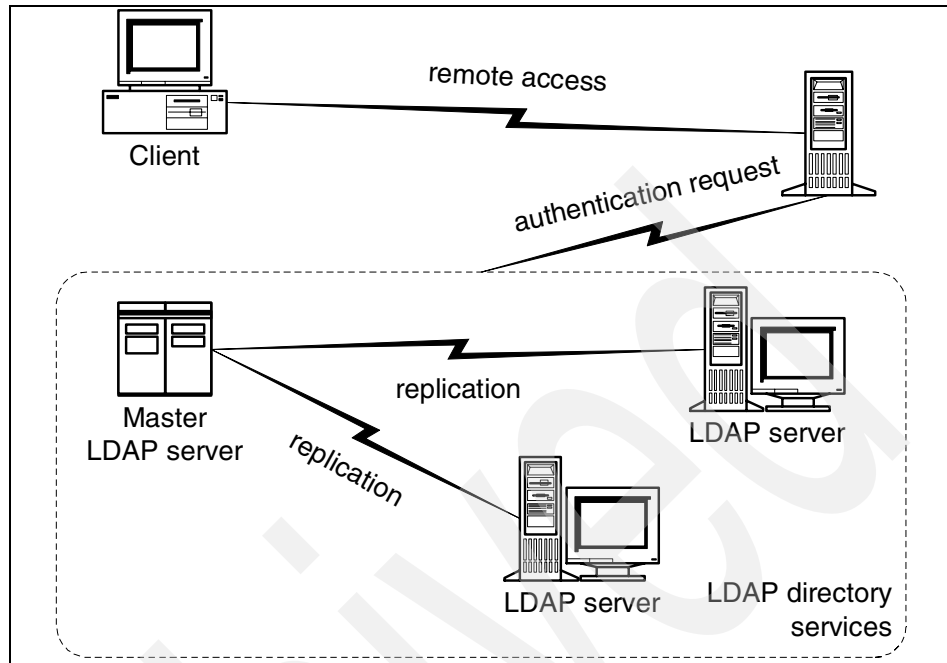 remote access
Client
authentication request
Master
LDAP server
replication
LDAP server
replication
LDAP server
LDAP directory
services